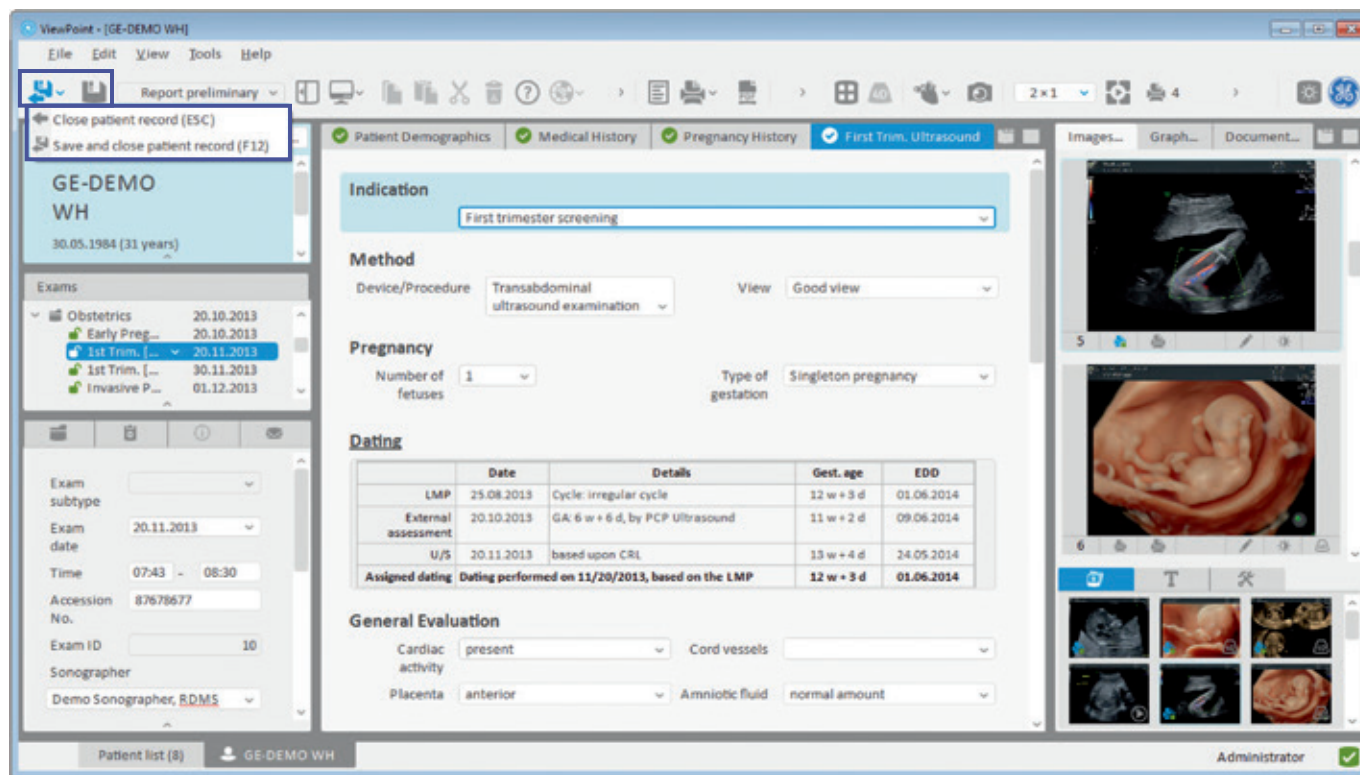 ViewPoint - [GE-DEMO WH]
File Edit View Tools Help
Report preliminary
2×1
4
Close patient record (ESC)
Save and close patient record (F12)
Patient Demographics
Medical History
Pregnancy History
First Trim. Ultrasound
Images...
Graph...
Document...
GE-DEMO
WH
30.05.1984 (31 years)
Exams
Obstetrics 20.10.2013
Early Preg... 20.10.2013
1st Trim. [... 20.11.2013
1st Trim. [... 30.11.2013
Invasive P... 01.12.2013
Exam
subtype
Exam
date
20.11.2013
Time 07:43 - 08:30
Accession
No.
87678677
Exam ID 10
Sonographer
Demo Sonographer, RDMS
Indication
First trimester screening
Method
Device/Procedure
Transabdominal
ultrasound examination
View Good view
Pregnancy
Number of
fetuses
1
Type of
gestation
Singleton pregnancy
Dating
Date Details Gest. age EDD
LMP 25.08.2013 Cycle: irregular cycle 12 w + 3 d 01.06.2014
External
assessment
20.10.2013 GA: 6 w + 6 d, by PCP Ultrasound 11 w + 2 d 09.06.2014
U/S 20.11.2013 based upon CRL 13 w + 4 d 24.05.2014
Assigned dating Dating performed on 11/20/2013, based on the LMP 12 w + 3 d 01.06.2014
General Evaluation
Cardiac
activity
present
Cord vessels
Placenta anterior
Amniotic fluid normal amount
5
6
T
Patient list (8)
GE-DEMO WH
Administrator